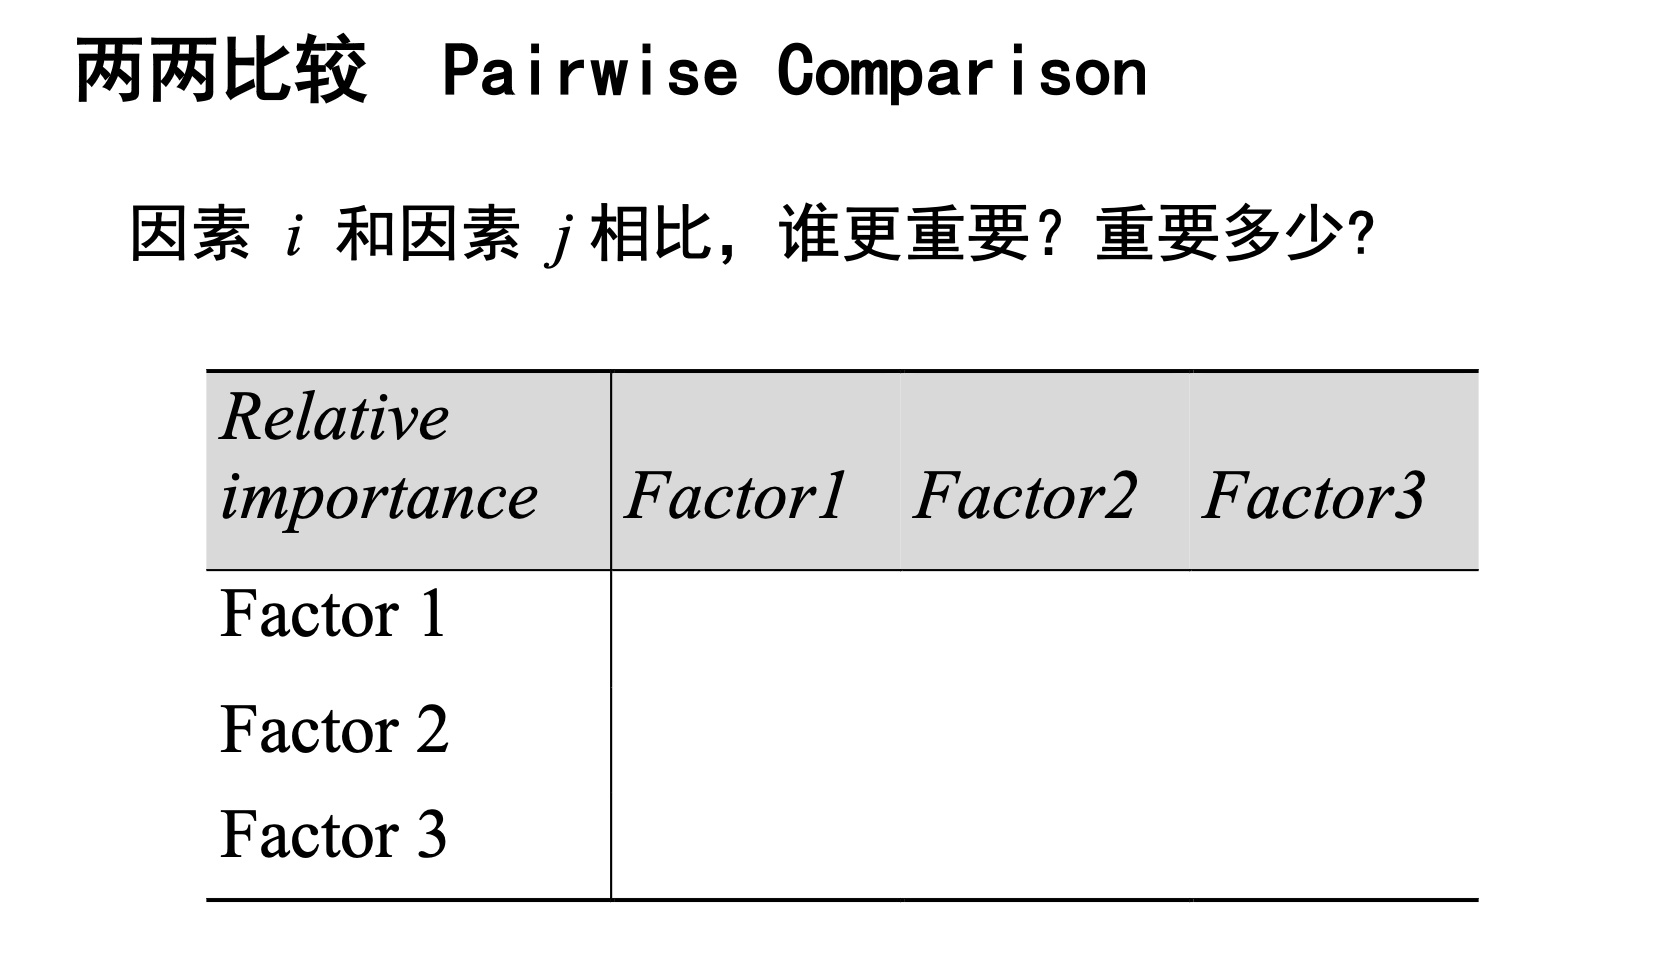 两两比较 Pairwise Comparison
因素 i 和因素 j 相比，谁更重要？重要多少？
Relative importance Factor1 Factor2 Factor3
Factor 1
Factor 2
Factor 3